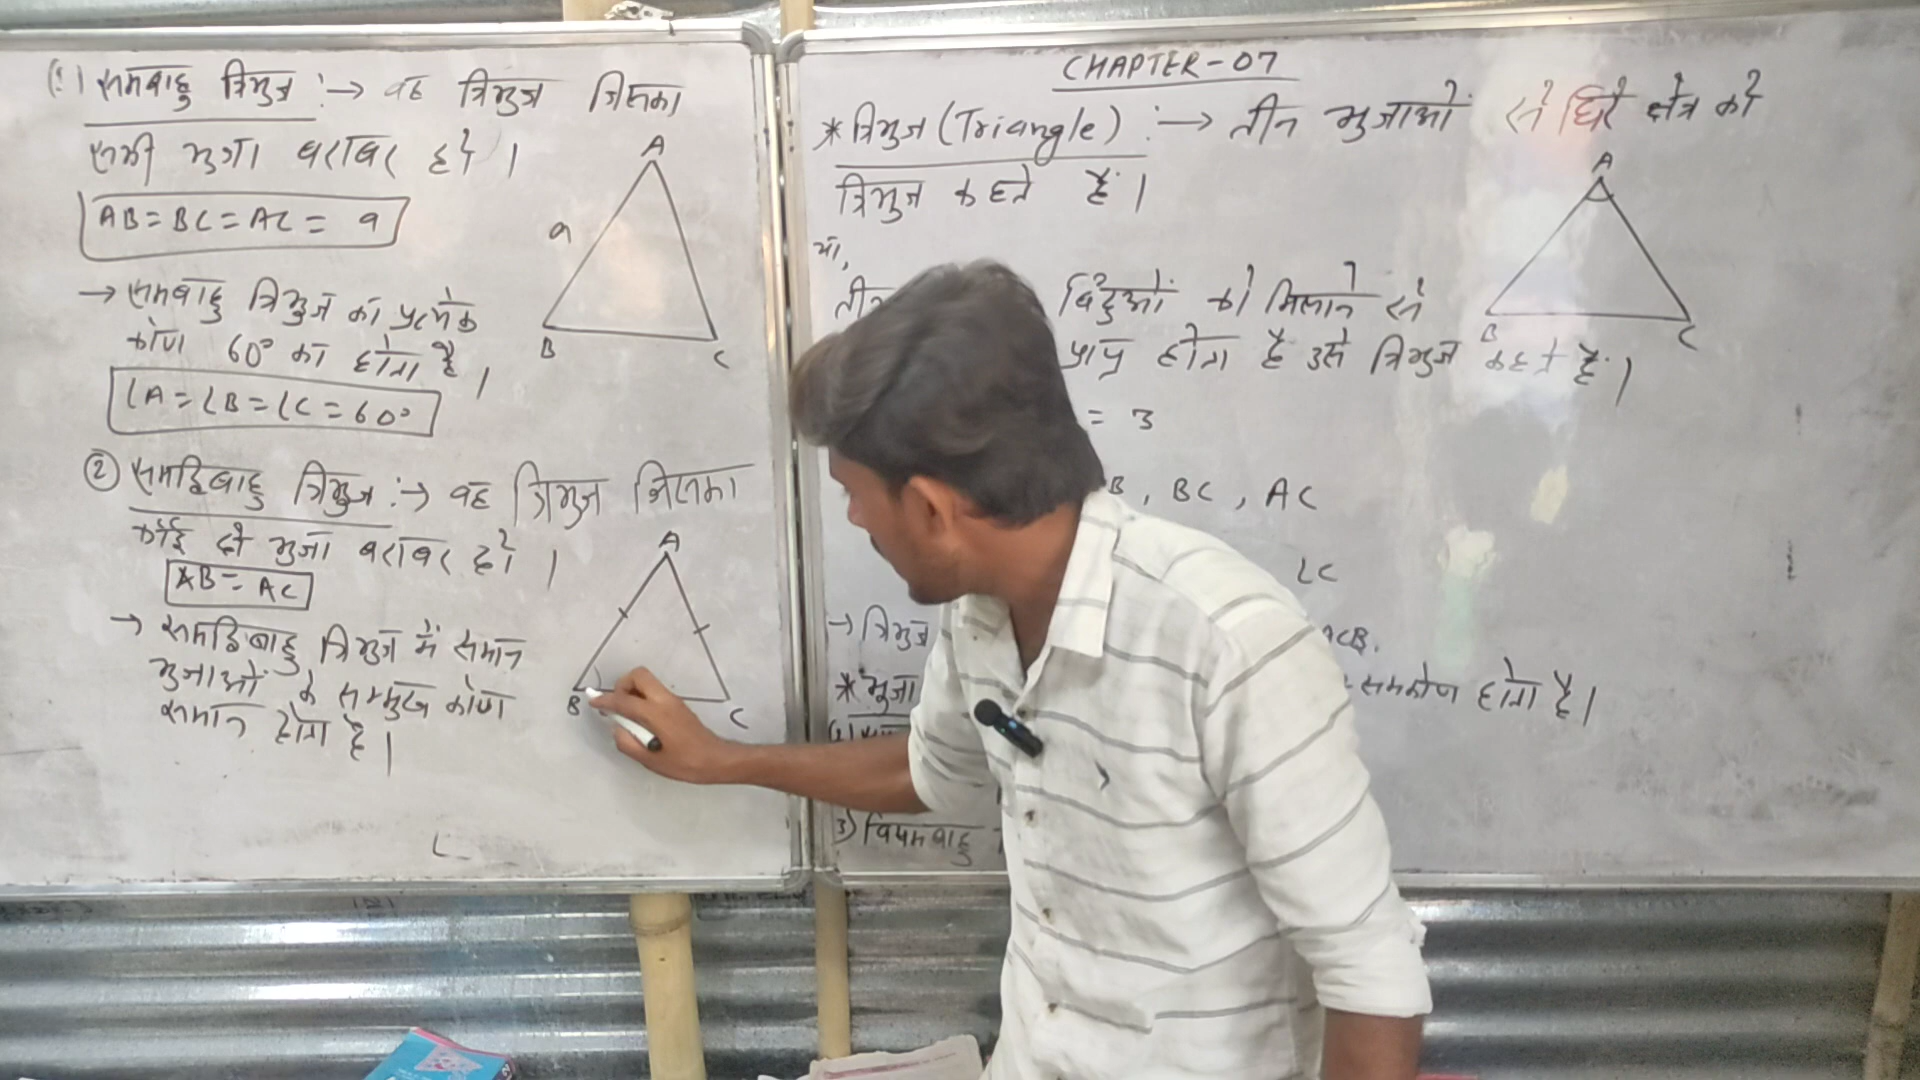 (1) समबाहु त्रिभुज :→ वह त्रिभुज जिसका
सभी भुजा बराबर हो।
AB = BC = AC = a
A
a
B
C
→ समबाहु त्रिभुज का प्रत्येक
कोण 60° का होता है।
∠A = ∠B = ∠C = 60°
② समद्विबाहु त्रिभुज :→ वह त्रिभुज जिसका
कोई दो भुजा बराबर हो।
AB = AC
A
B
C
→ समद्विबाहु त्रिभुज में समान
भुजाओं के सम्मुख कोण
समान होता है।
∠
CHAPTER-07
* त्रिभुज (Triangle) :→ तीन भुजाओं से घिरे क्षेत्र को
त्रिभुज कहते हैं।
A
B
C
या,
तीन बिंदुओं को मिलाने से
प्राप्त होता है उसे त्रिभुज कहते हैं।
= 3
B, BC, AC
∠C
→ त्रिभुज ACB.
* भुजा समकोण होता है।
3) विषमबाहु